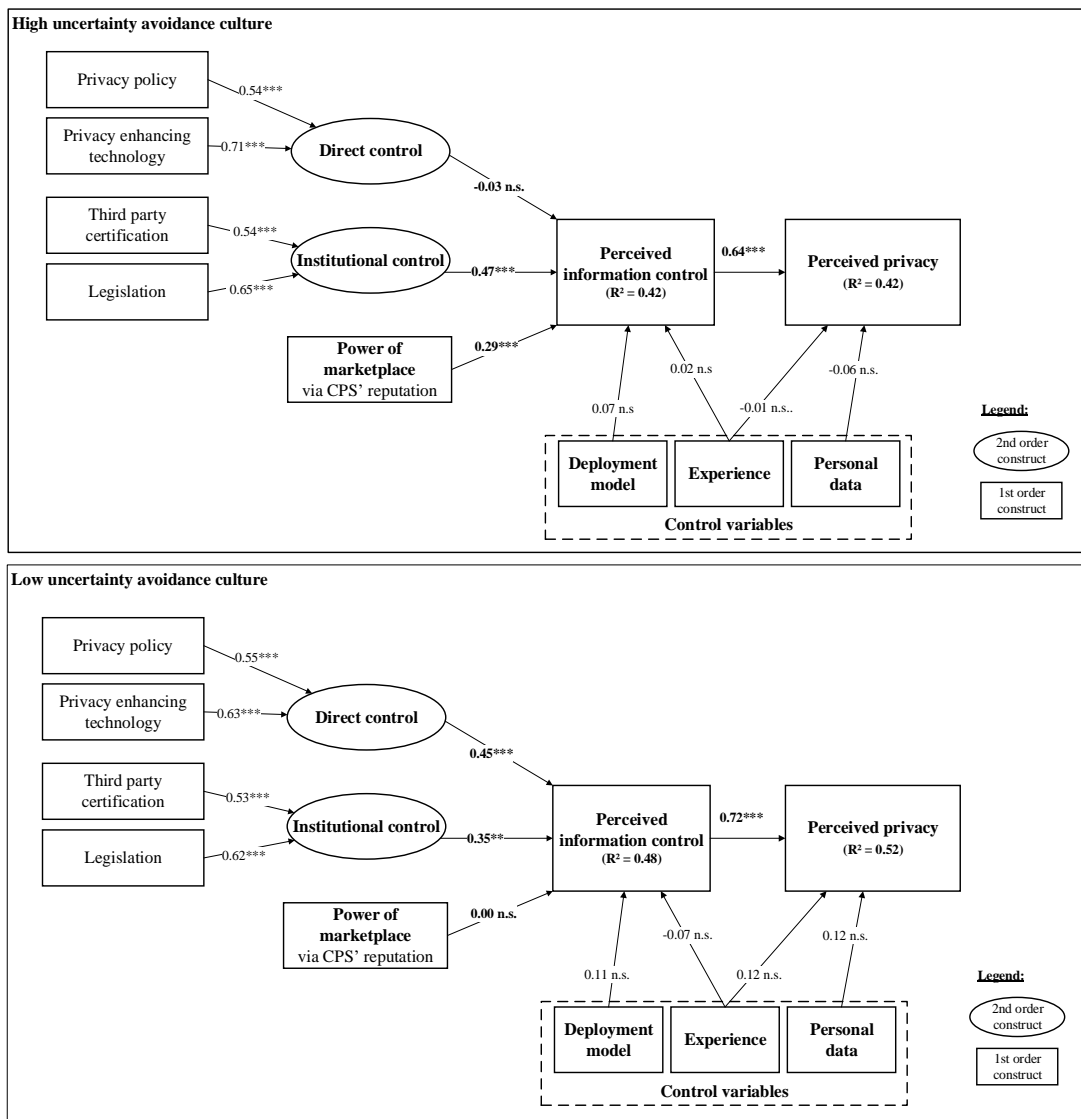 High uncertainty avoidance culture
Privacy policy
0.54***
Privacy enhancing
technology
0.71***
Direct control
-0.03 n.s.
Third party
certification
0.54***
Institutional control
0.47***
Legislation
0.65***
Perceived
information control
(R² = 0.42)
0.64***
Perceived privacy
(R² = 0.42)
Power of
marketplace
via CPS’ reputation
0.29***
0.07 n.s
0.02 n.s
-0.01 n.s..
-0.06 n.s.
Deployment
model
Experience
Personal
data
Control variables
Legend:
2nd order
construct
1st order
construct
Low uncertainty avoidance culture
Privacy policy
0.55***
Privacy enhancing
technology
0.63***
Direct control
0.45***
Third party
certification
0.53***
Institutional control
0.35**
Legislation
0.62***
Perceived
information control
(R² = 0.48)
0.72***
Perceived privacy
(R² = 0.52)
Power of
marketplace
via CPS’ reputation
0.00 n.s.
0.11 n.s.
-0.07 n.s.
0.12 n.s.
0.12 n.s.
Deployment
model
Experience
Personal
data
Control variables
Legend:
2nd order
construct
1st order
construct